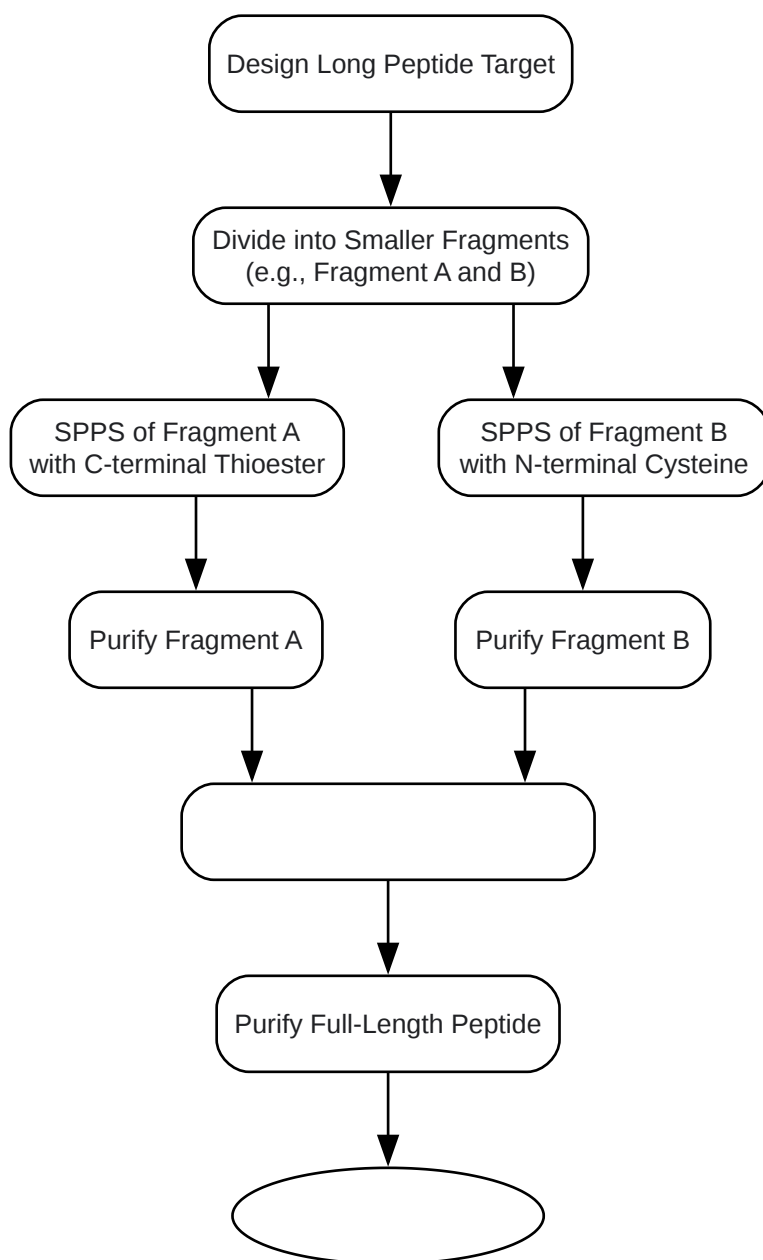 Design Long Peptide Target
Divide into Smaller Fragments
(e.g., Fragment A and B)
SPPS of Fragment A
with C-terminal Thioester
SPPS of Fragment B
with N-terminal Cysteine
Purify Fragment A
Purify Fragment B
Purify Full-Length Peptide